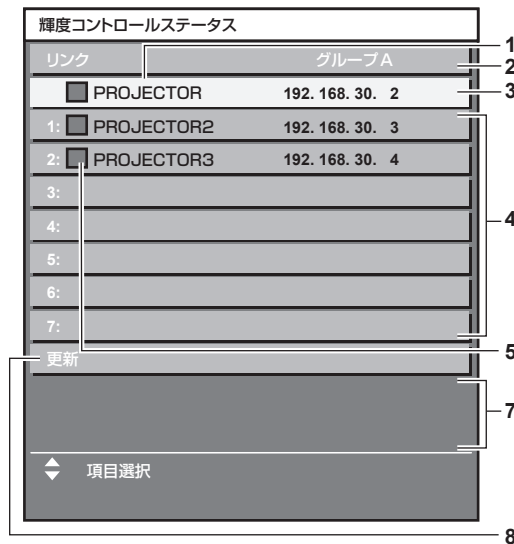 輝度コントロールステータス
リンク グループA
PROJECTOR 192. 168. 30. 2
1: PROJECTOR2 192. 168. 30. 3
2: PROJECTOR3 192. 168. 30. 4
3:
4:
5:
6:
7:
更新
項目選択
1
2
3
4
5
7
8